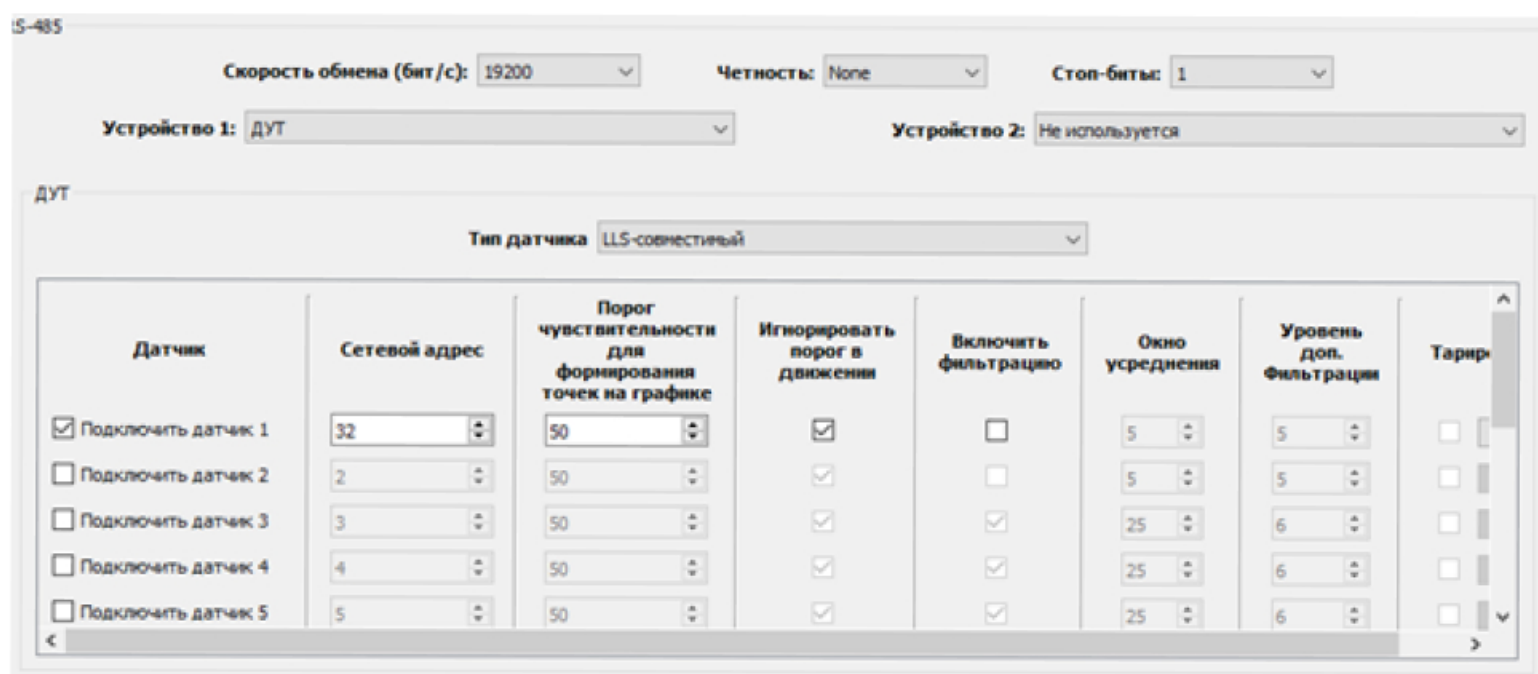 RS-485
Скорость обмена (бит/с): 19200 Четность: None Стоп-биты: 1
Устройство 1: ДУТ Устройство 2: Не используется
ДУТ
Тип датчика LLS-совместимый
Порог
чувствительности
для
формирования
точек на графике
Датчик Сетевой адрес Игнорировать
порог в
движении
Включить
фильтрацию
Окно
усреднения
Уровень
доп.
Фильтрации
Тарир
Подключить датчик 1 32 50 5 5
Подключить датчик 2 2 50 5 5
Подключить датчик 3 3 50 25 6
Подключить датчик 4 4 50 25 6
Подключить датчик 5 5 50 25 6